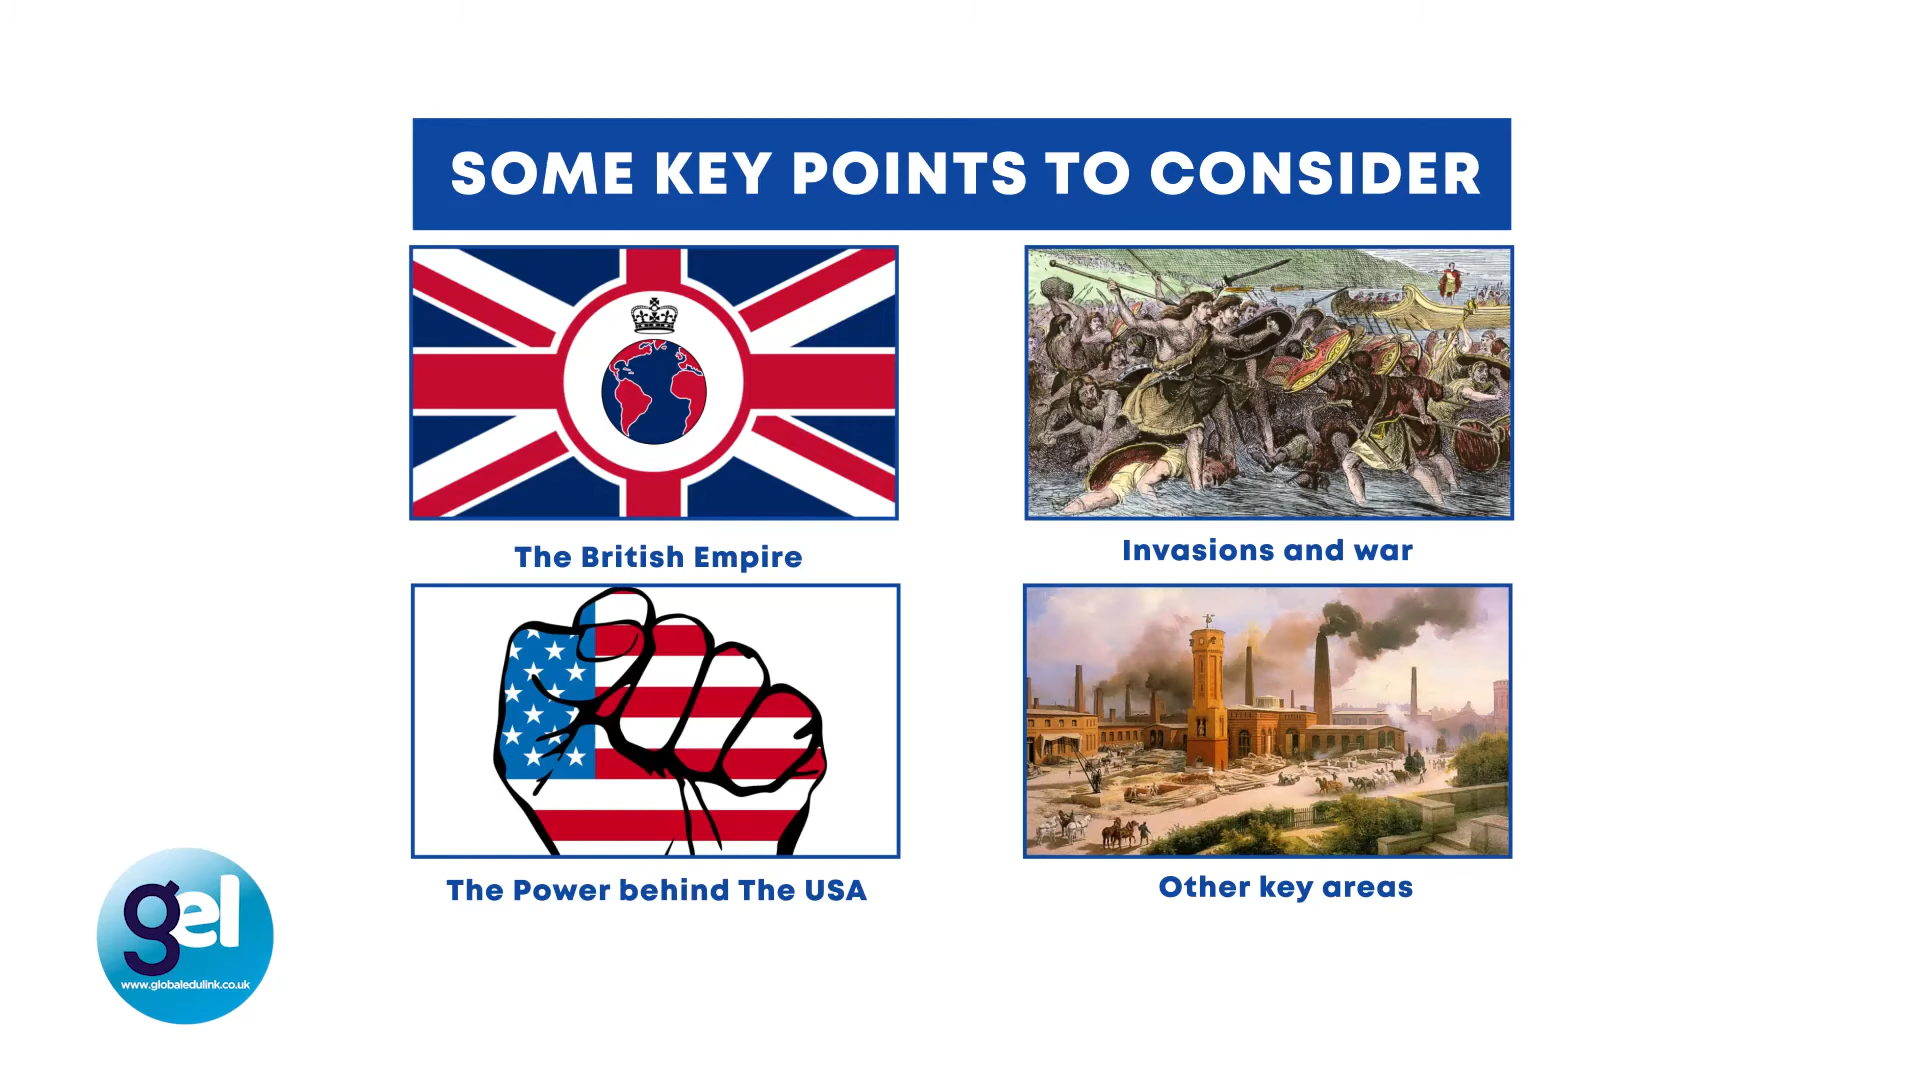 SOME KEY POINTS TO CONSIDER
The British Empire
Invasions and war
The Power behind The USA
Other key areas
gel
www.globaledulink.co.uk